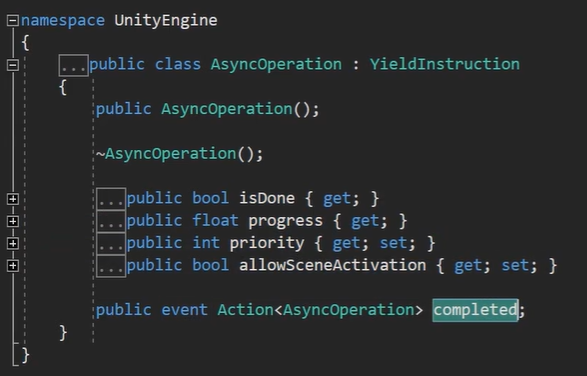 namespace UnityEngine
{
...public class AsyncOperation : YieldInstruction
{
public AsyncOperation();
~AsyncOperation();
...public bool isDone { get; }
...public float progress { get; }
...public int priority { get; set; }
...public bool allowSceneActivation { get; set; }
public event Action<AsyncOperation> completed;
}
}